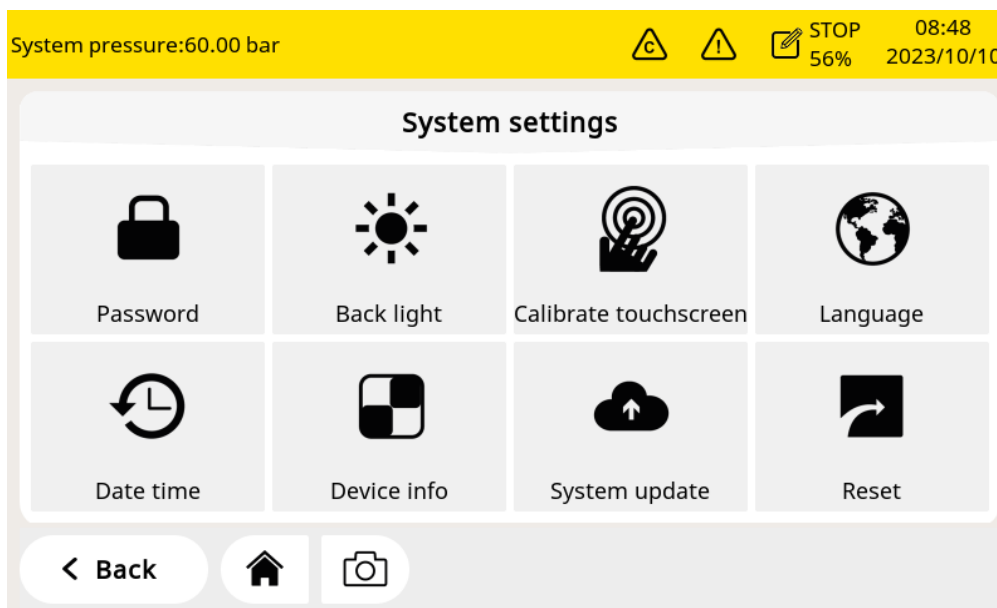 System pressure:60.00 bar
C
!
STOP
56%
08:48
2023/10/10
System settings
Password
Back light
Calibrate touchscreen
Language
Date time
Device info
System update
Reset
< Back